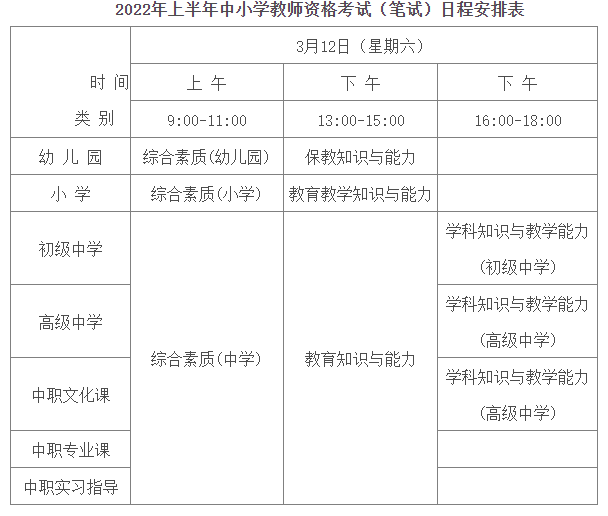 2022年上半年中小学教师资格考试（笔试）日程安排表
3月12日（星期六）
时 间
类 别
上 午
下 午
下 午
9:00-11:00
13:00-15:00
16:00-18:00
幼 儿 园
综合素质(幼儿园)
保教知识与能力
小 学
综合素质(小学)
教育教学知识与能力
初级中学
综合素质(中学)
教育知识与能力
学科知识与教学能力
(初级中学)
高级中学
学科知识与教学能力
(高级中学)
中职文化课
学科知识与教学能力
(高级中学)
中职专业课
中职实习指导